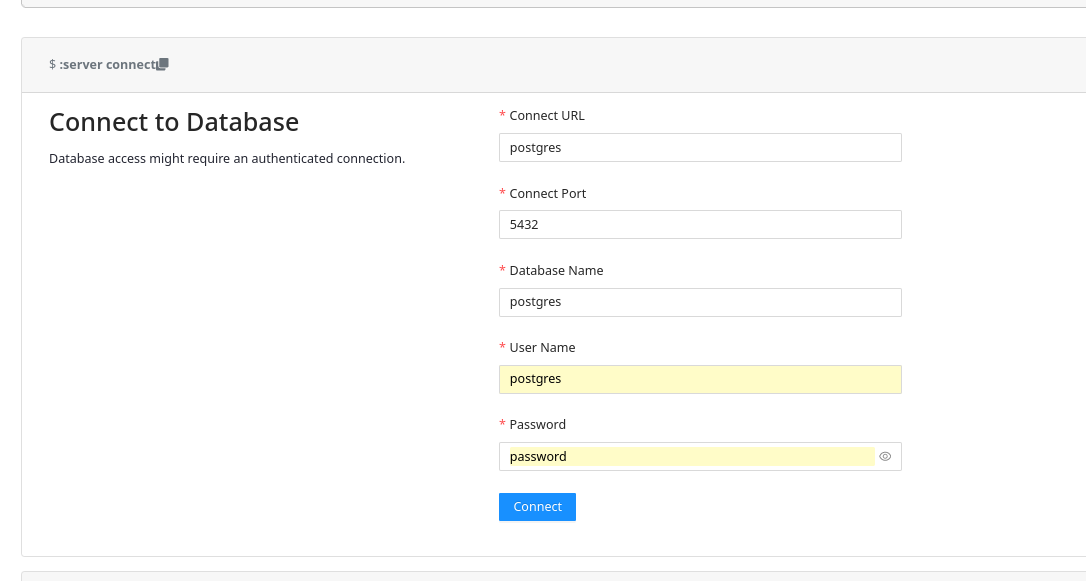 $ :server connect
Connect to Database
Database access might require an authenticated connection.
* Connect URL
postgres
* Connect Port
5432
* Database Name
postgres
* User Name
postgres
* Password
password
Connect